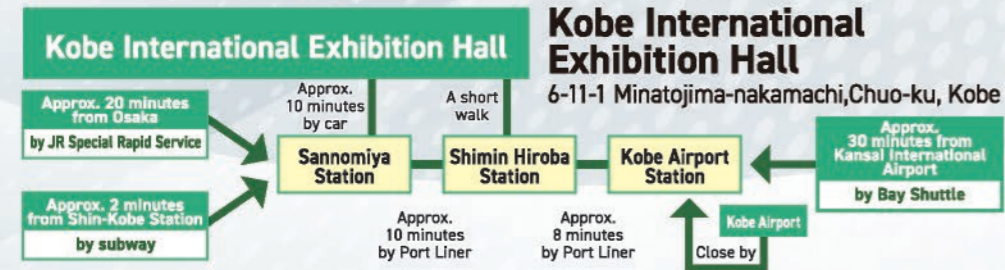 Kobe International Exhibition Hall
Kobe International
Exhibition Hall
6-11-1 Minatojima-nakamachi,Chuo-ku, Kobe
Approx. 20 minutes
from Osaka
by JR Special Rapid Service
Approx.
10 minutes
by car
A short
walk
Approx.
30 minutes from
Kansai International
Airport
by Bay Shuttle
Sannomiya
Station
Shimin Hiroba
Station
Kobe Airport
Station
Approx. 2 minutes
from Shin-Kobe Station
by subway
Approx.
10 minutes
by Port Liner
Approx.
8 minutes
by Port Liner
Kobe Airport
Close by